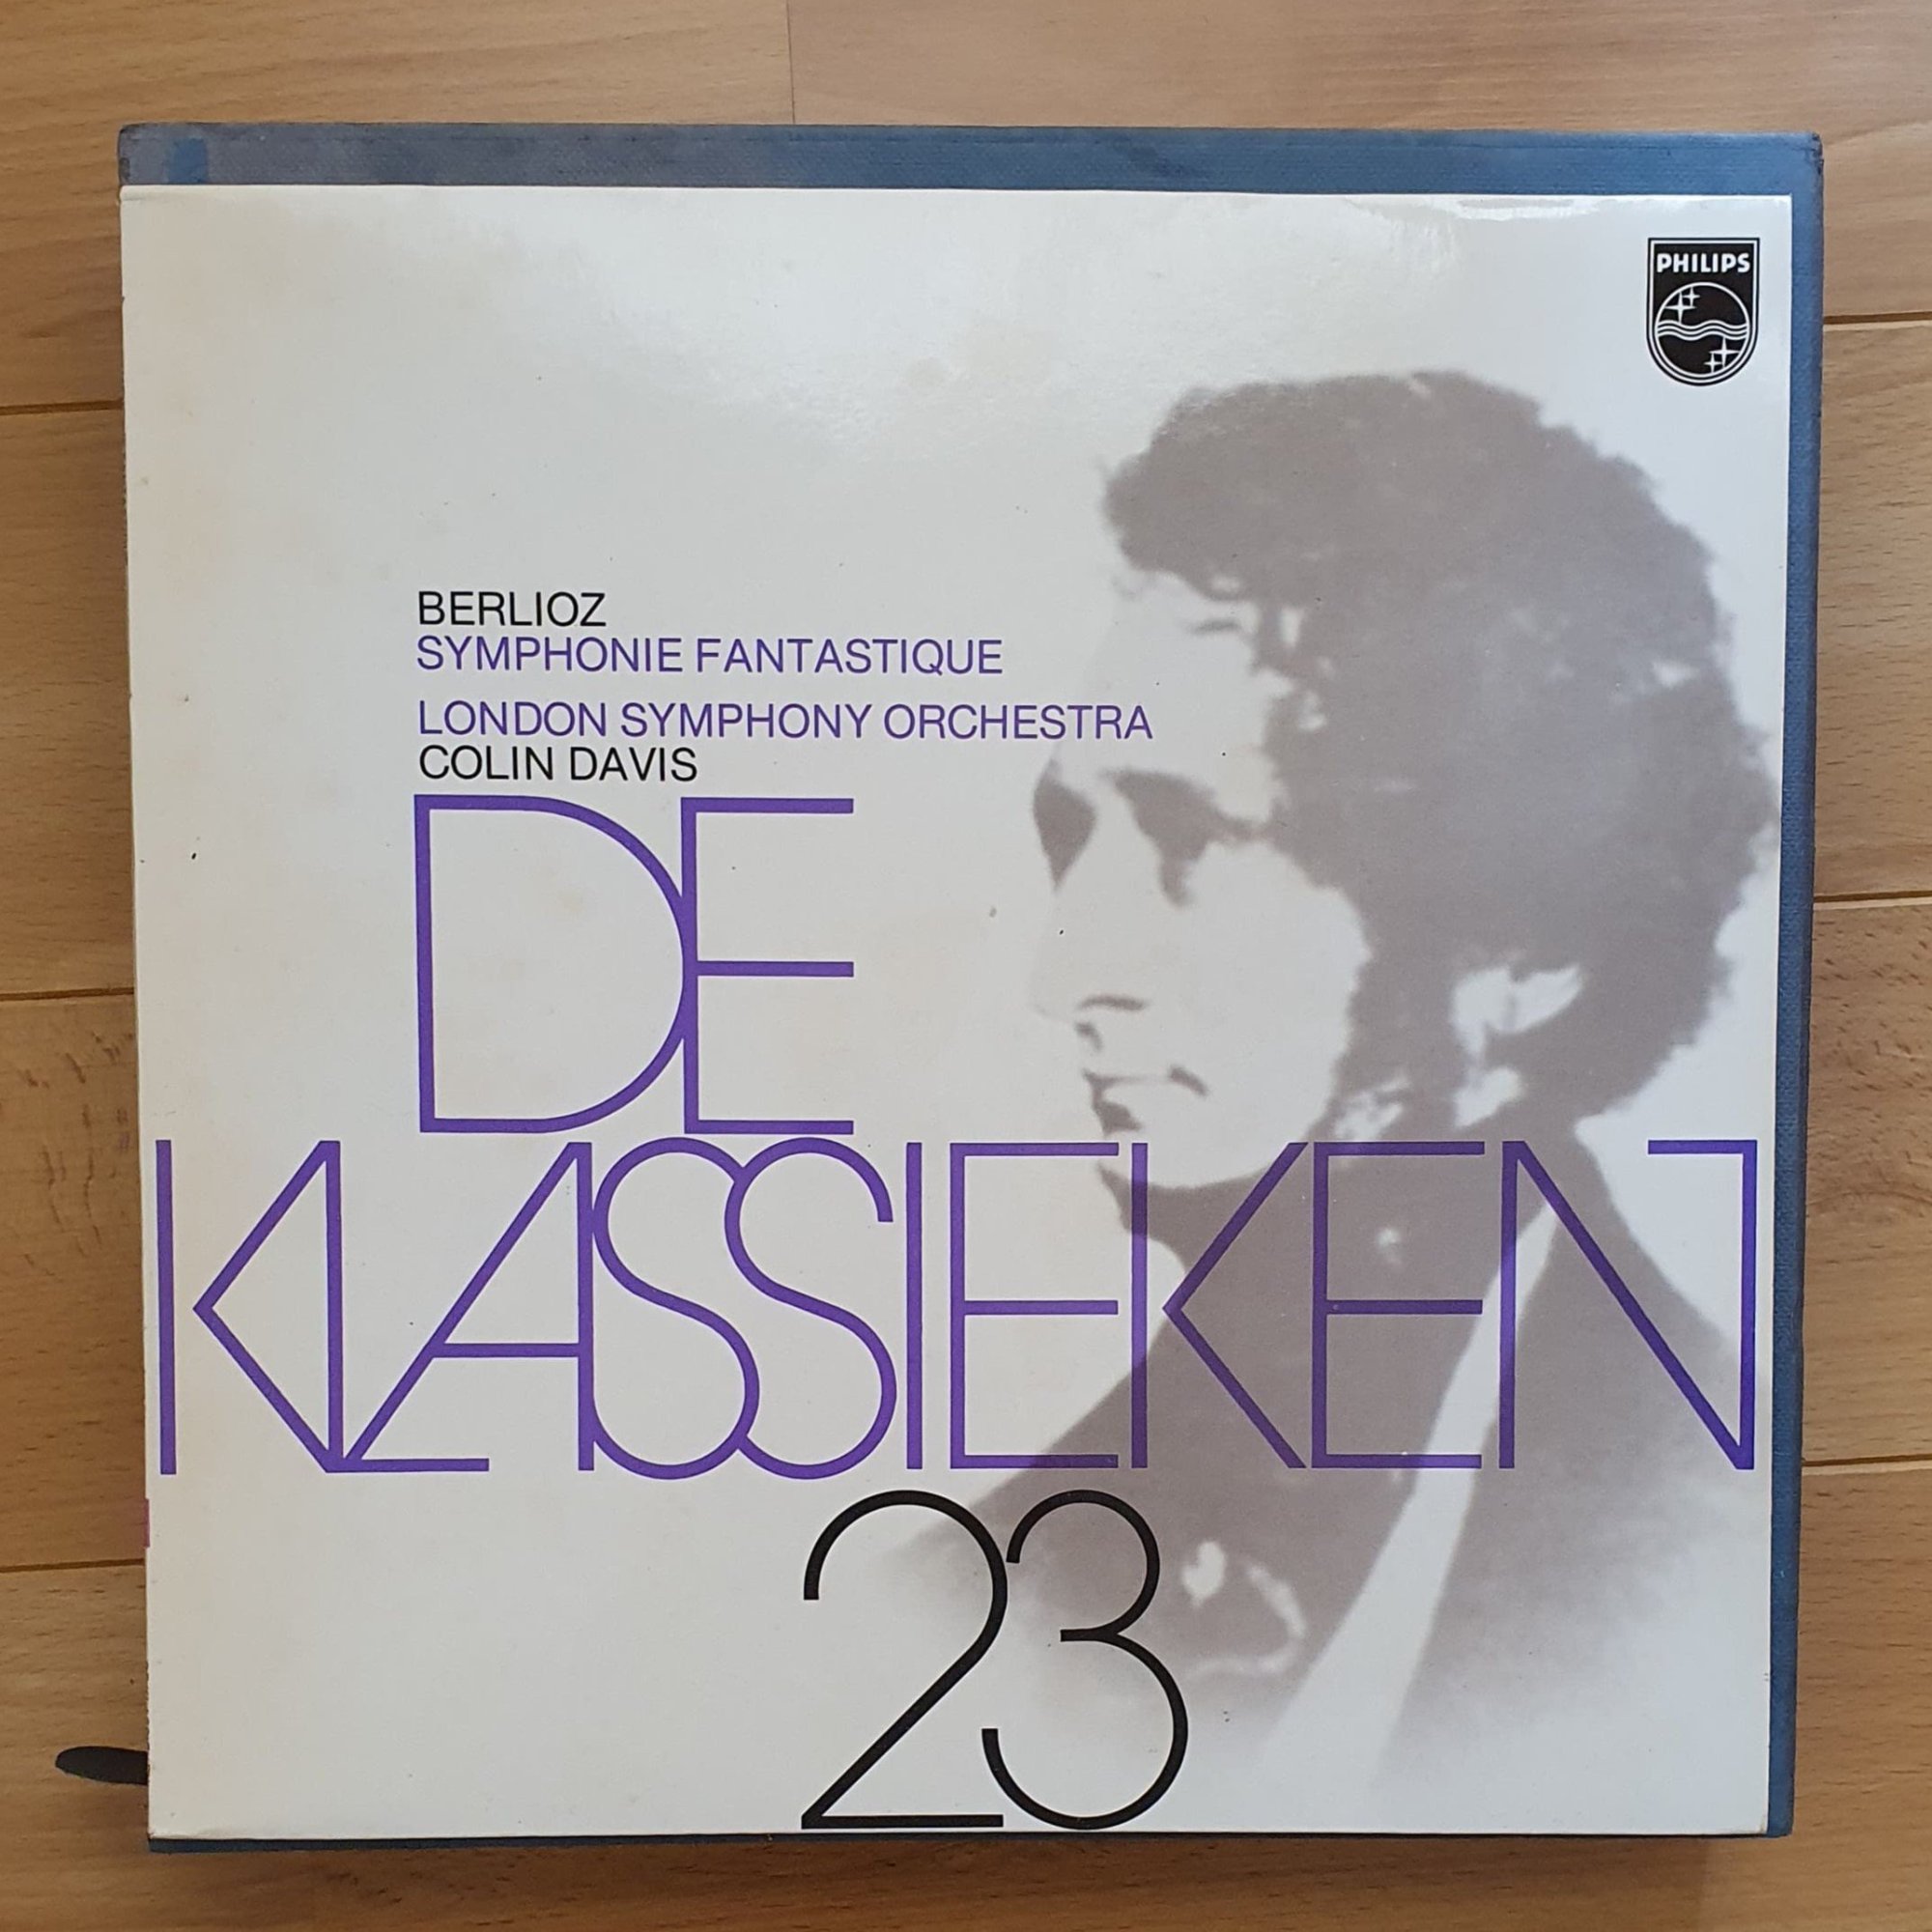 PHILIPS
BERLIOZ
SYMPHONIE FANTASTIQUE
LONDON SYMPHONY ORCHESTRA
COLIN DAVIS
DE
KLASSIEKEN
23